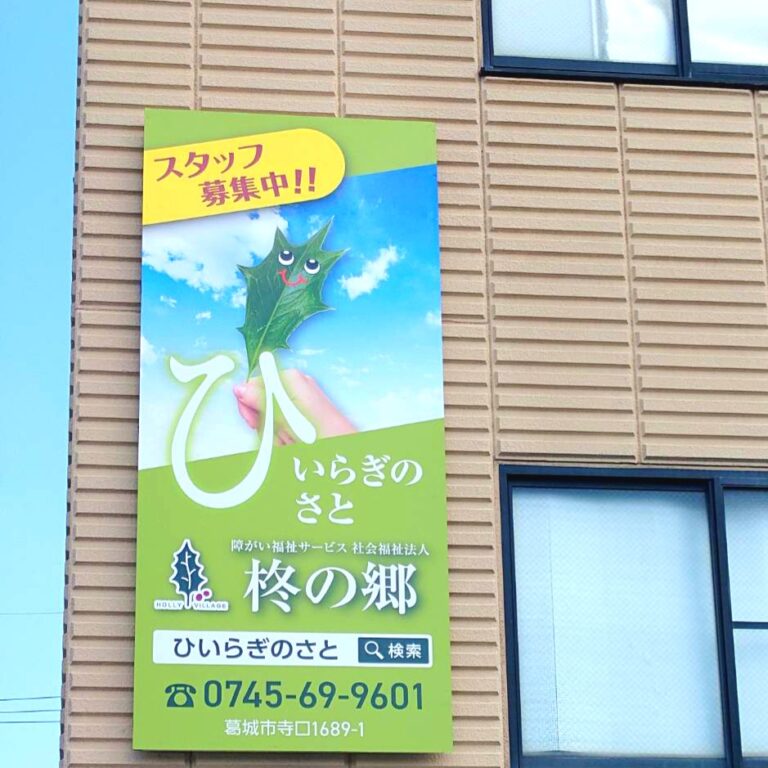 スタッフ
募集中!!
ひいらぎの
さと
障がい福祉サービス 社会福祉法人
柊の郷
HOLLY VILLAGE
ひいらぎのさと 検索
☎0745-69-9601
葛城市寺口1689-1